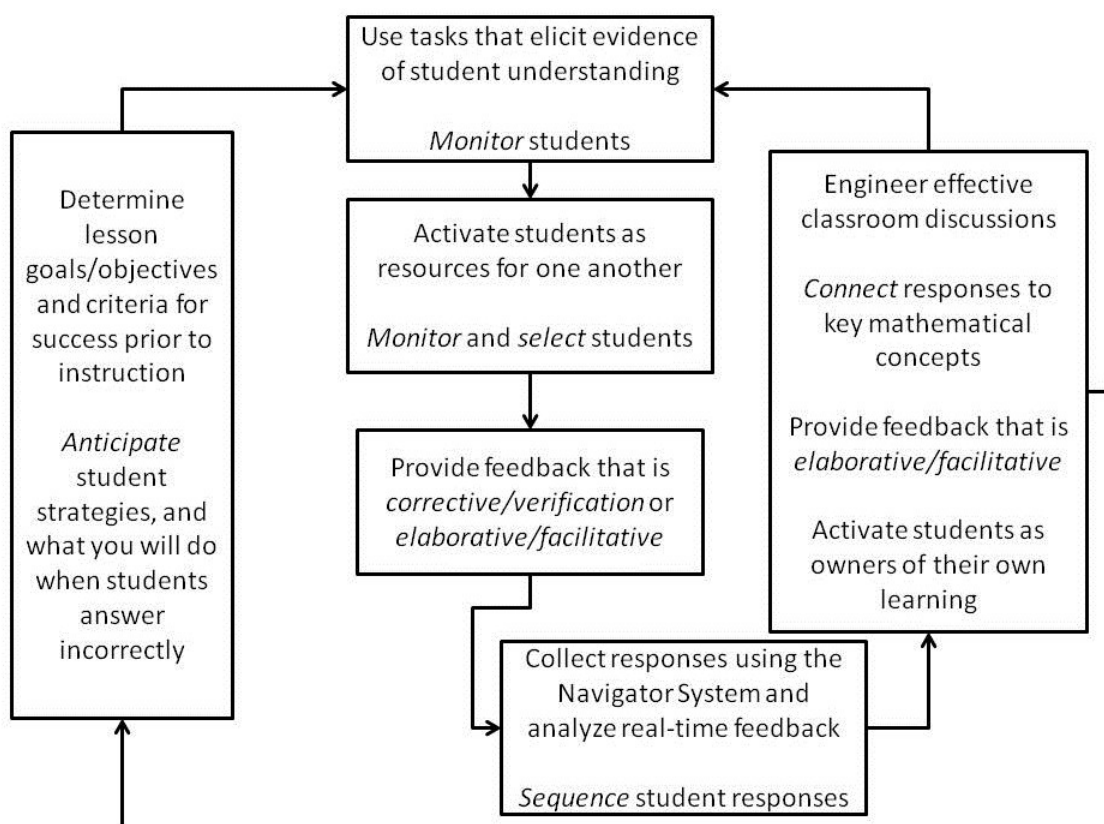 Use tasks that elicit evidence
of student understanding
Monitor students
Determine
lesson
goals/objectives
and criteria for
success prior to
instruction
Anticipate
student
strategies, and
what you will do
when students
answer
incorrectly
Activate students as
resources for one another
Monitor and select students
Provide feedback that is
corrective/verification or
elaborative/facilitative
Collect responses using the
Navigator System and
analyze real-time feedback
Sequence student responses
Engineer effective
classroom discussions
Connect responses to
key mathematical
concepts
Provide feedback that is
elaborative/facilitative
Activate students as
owners of their own
learning